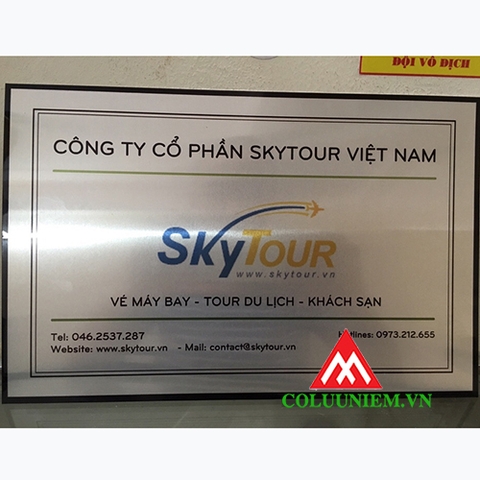 ĐỘI VÔ ĐỊCH
CÔNG TY CỔ PHẦN SKYTOUR VIỆT NAM
SKYTOUR
www.skytour.vn
VÉ MÁY BAY - TOUR DU LỊCH - KHÁCH SẠN
Tel: 046.2537.287 Hotlines: 0973.212.655
Website: www.skytour.vn - Mail: contact@skytour.vn
COLUUNIEM.VN